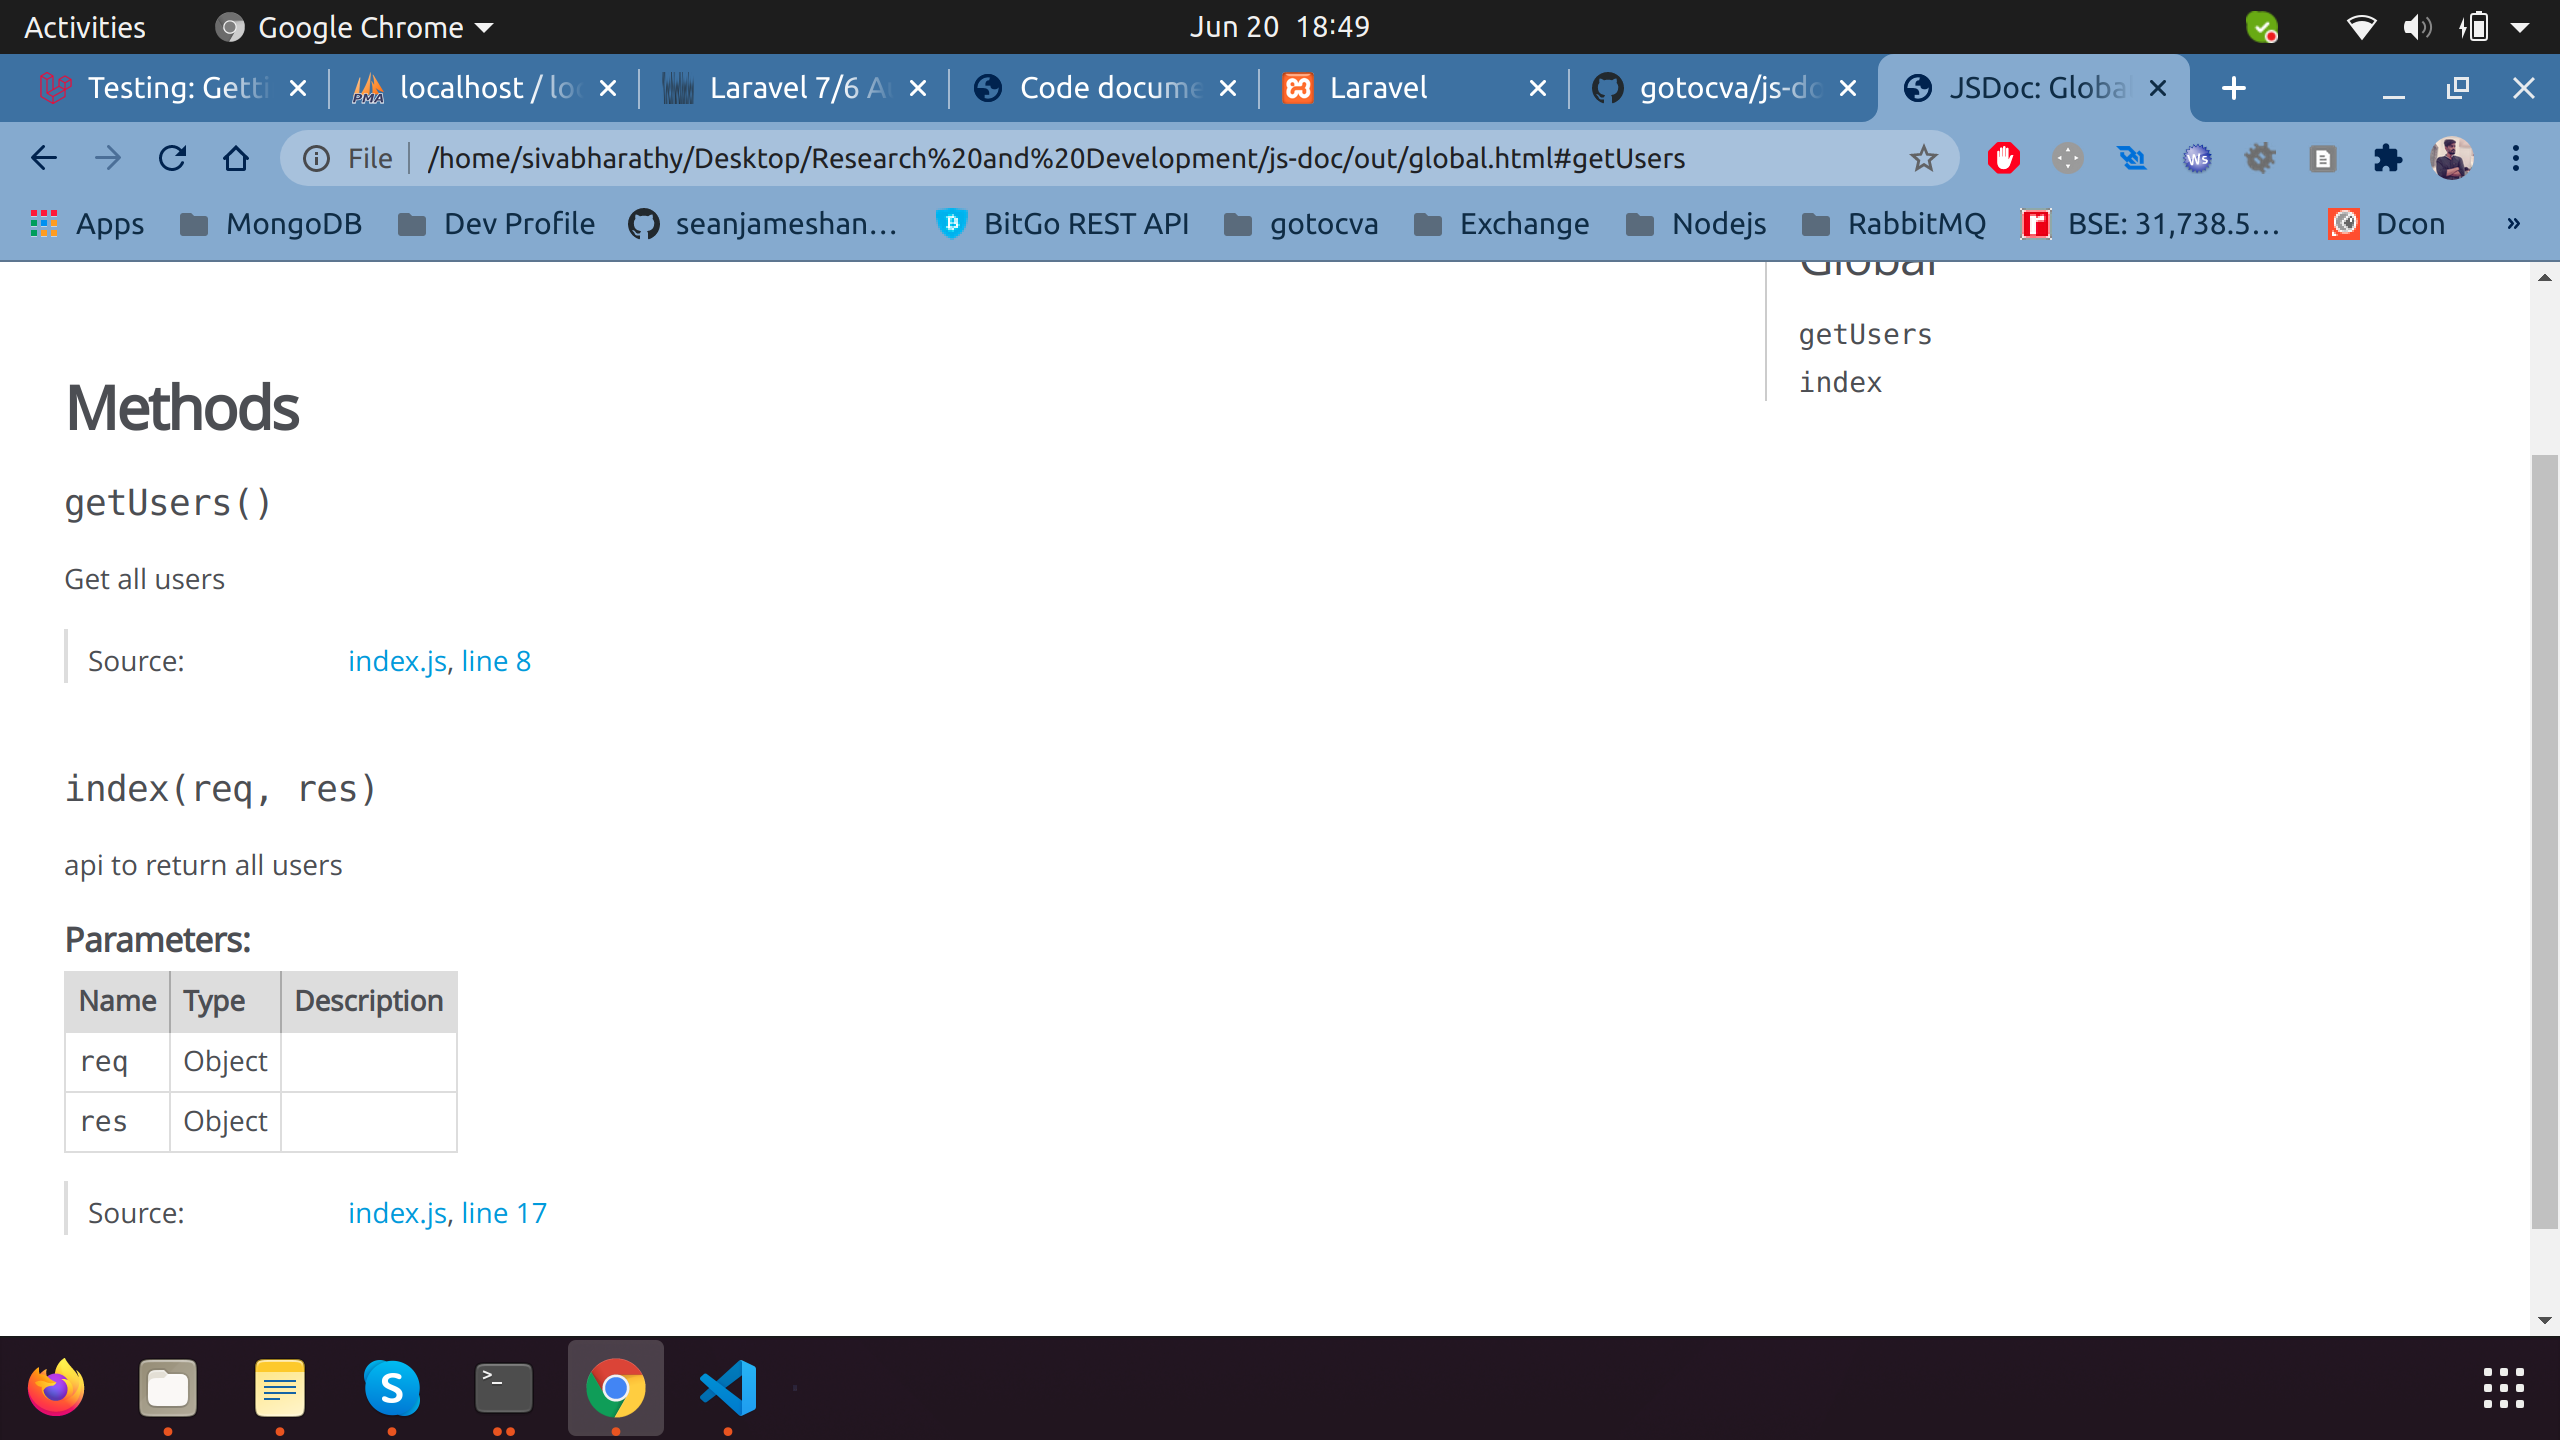 Activities Google Chrome Jun 20 18:49
Testing: Getti localhost / loc Laravel 7/6 Au Code docume Laravel gotocva/js-do JSDoc: Global
File /home/sivabharathy/Desktop/Research%20and%20Development/js-doc/out/global.html#getUsers
Apps MongoDB Dev Profile seanjameshan… BitGo REST API gotocva Exchange Nodejs RabbitMQ BSE: 31,738.5… Dcon »
Global
getUsers
index
Methods
getUsers()
Get all users
Source: index.js, line 8
index(req, res)
api to return all users
Parameters:
Name Type Description
req Object
res Object
Source: index.js, line 17